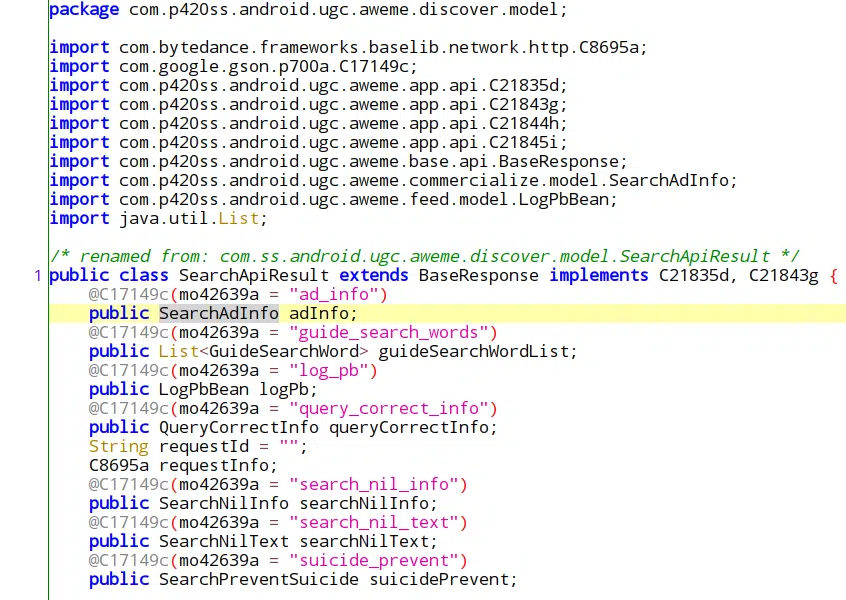 package com.p420ss.android.ugc.aweme.discover.model;
import com.bytedance.frameworks.baselib.network.http.C8695a;
import com.google.gson.p700a.C17149c;
import com.p420ss.android.ugc.aweme.app.api.C21835d;
import com.p420ss.android.ugc.aweme.app.api.C21843g;
import com.p420ss.android.ugc.aweme.app.api.C21844h;
import com.p420ss.android.ugc.aweme.app.api.C21845i;
import com.p420ss.android.ugc.aweme.base.api.BaseResponse;
import com.p420ss.android.ugc.aweme.commercialize.model.SearchAdInfo;
import com.p420ss.android.ugc.aweme.feed.model.LogPbBean;
import java.util.List;
/* renamed from: com.ss.android.ugc.aweme.discover.model.SearchApiResult */
1 public class SearchApiResult extends BaseResponse implements C21835d, C21843g {
@C17149c(mo42639a = "ad_info")
public SearchAdInfo adInfo;
@C17149c(mo42639a = "guide_search_words")
public List<GuideSearchWord> guideSearchWordList;
@C17149c(mo42639a = "log_pb")
public LogPbBean logPb;
@C17149c(mo42639a = "query_correct_info")
public QueryCorrectInfo queryCorrectInfo;
String requestId = "";
C8695a requestInfo;
@C17149c(mo42639a = "search_nil_info")
public SearchNilInfo searchNilInfo;
@C17149c(mo42639a = "search_nil_text")
public SearchNilText searchNilText;
@C17149c(mo42639a = "suicide_prevent")
public SearchPreventSuicide suicidePrevent;